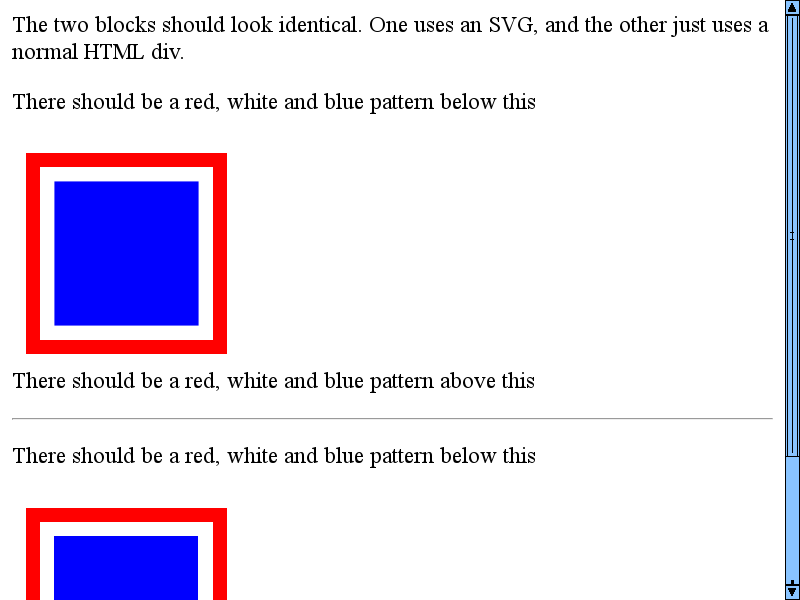 The two blocks should look identical. One uses an SVG, and the other just uses a
normal HTML div.
There should be a red, white and blue pattern below this
There should be a red, white and blue pattern above this
There should be a red, white and blue pattern below this